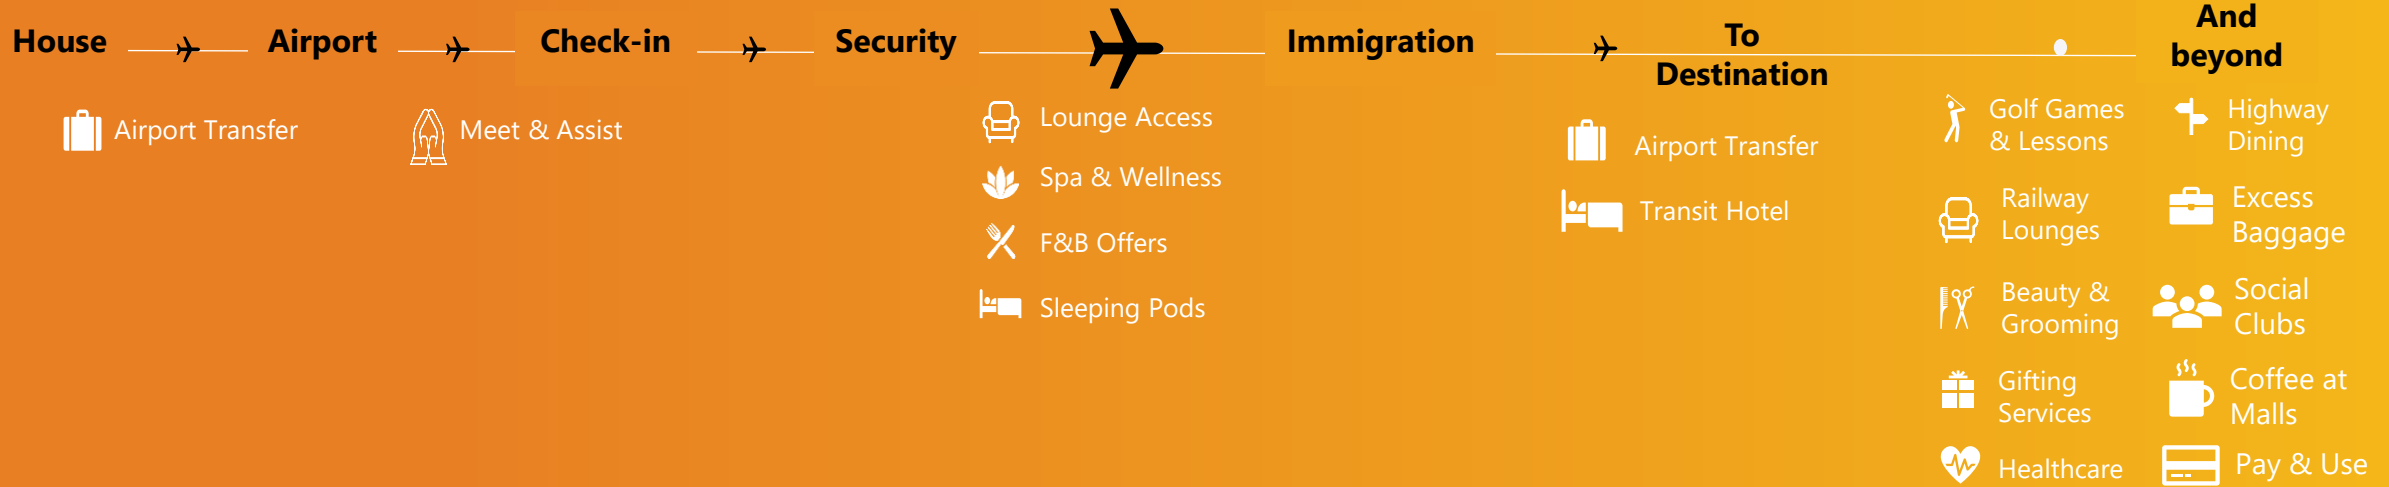 House
Airport
Check-in
Security
Immigration
To
Destination
And
beyond
Airport Transfer
Meet & Assist
Lounge Access
Spa & Wellness
F&B Offers
Sleeping Pods
Airport Transfer
Transit Hotel
Golf Games
& Lessons
Railway
Lounges
Beauty &
Grooming
Gifting
Services
Healthcare
Highway
Dining
Excess
Baggage
Social
Clubs
Coffee at
Malls
Pay & Use